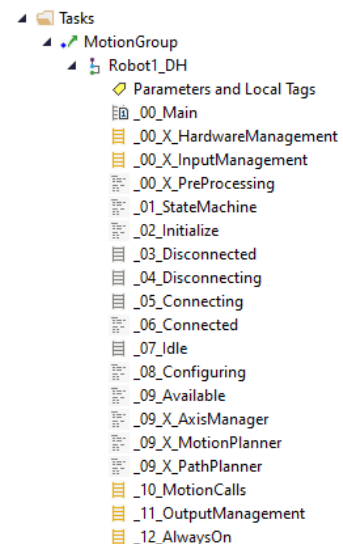 Tasks
MotionGroup
Robot1_DH
Parameters and Local Tags
_00_Main
_00_X_HardwareManagement
_00_X_InputManagement
_00_X_PreProcessing
_01_StateMachine
_02_Initialize
_03_Disconnected
_04_Disconnecting
_05_Connecting
_06_Connected
_07_Idle
_08_Configuring
_09_Available
_09_X_AxisManager
_09_X_MotionPlanner
_09_X_PathPlanner
_10_MotionCalls
_11_OutputManagement
_12_AlwaysOn